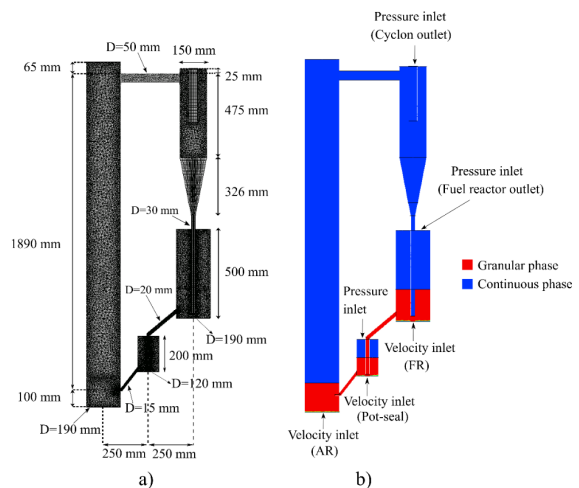 D=50 mm
150 mm
65 mm
25 mm
475 mm
326 mm
D=30 mm
1890 mm
500 mm
D=20 mm
D=190 mm
200 mm
D=120 mm
100 mm
D=15 mm
D=190 mm
250 mm
250 mm
a)
Pressure inlet
(Cyclon outlet)
Pressure inlet
(Fuel reactor outlet)
Granular phase
Continuous phase
Pressure
inlet
Velocity inlet
(FR)
Velocity inlet
(Pot-seal)
Velocity inlet
(AR)
b)